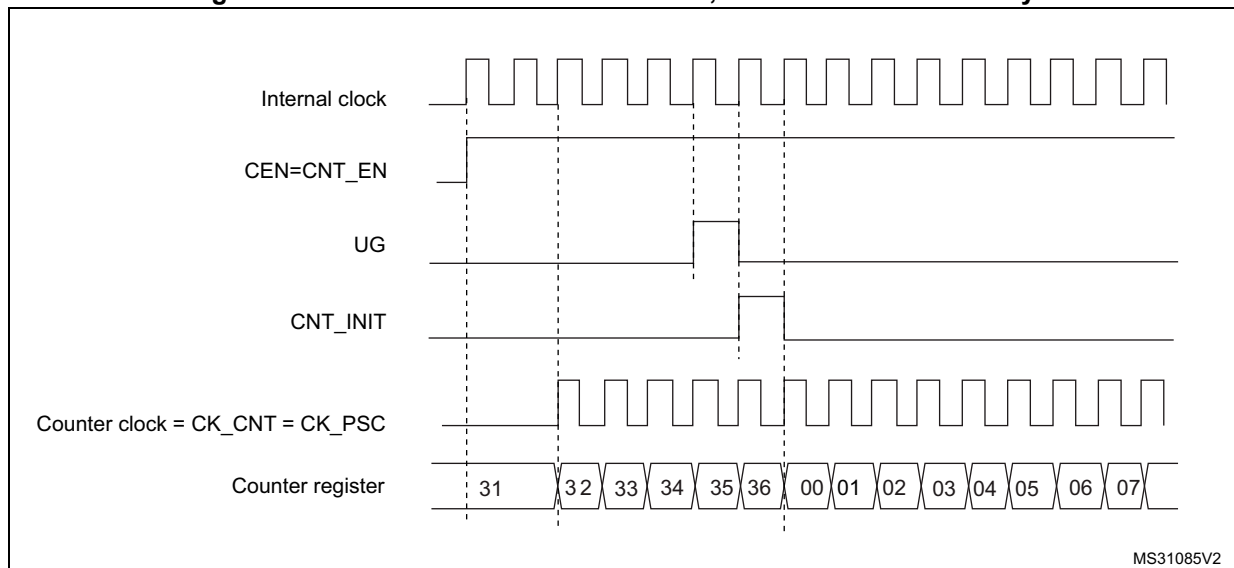 Internal clock
CEN=CNT_EN
UG
CNT_INIT
Counter clock = CK_CNT = CK_PSC
Counter register 31 32 33 34 35 36 00 01 02 03 04 05 06 07
MS31085V2